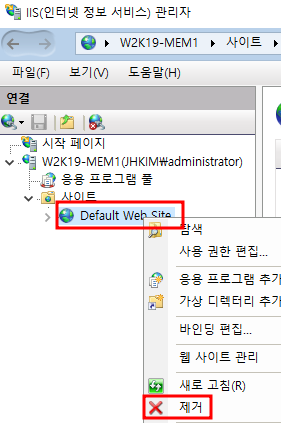 IIS(인터넷 정보 서비스) 관리자
W2K19-MEM1 ▸ 사이트 ▸
파일(F) 보기(V) 도움말(H)
연결
시작 페이지
W2K19-MEM1(JHKIM\administrator)
응용 프로그램 풀
사이트
Default Web Site
탐색
사용 권한 편집...
응용 프로그램 추가
가상 디렉터리 추가
바인딩 편집...
웹 사이트 관리
새로 고침(R)
제거